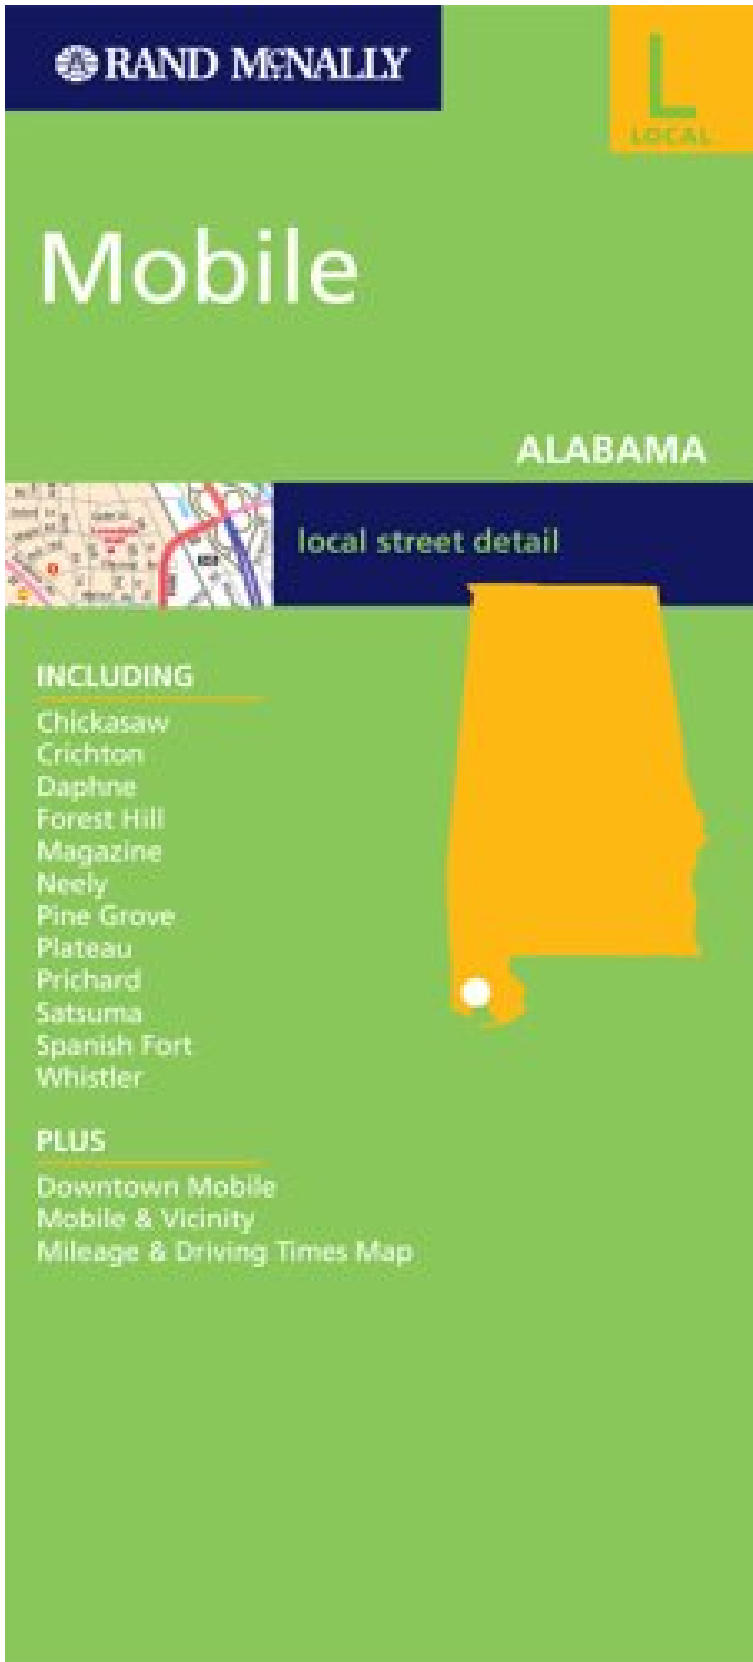 RAND McNALLY
L
LOCAL
Mobile
ALABAMA
local street detail
INCLUDING
Chickasaw
Crichton
Daphne
Forest Hill
Magazine
Neely
Pine Grove
Plateau
Prichard
Satsuma
Spanish Fort
Whistler
PLUS
Downtown Mobile
Mobile & Vicinity
Mileage & Driving Times Map